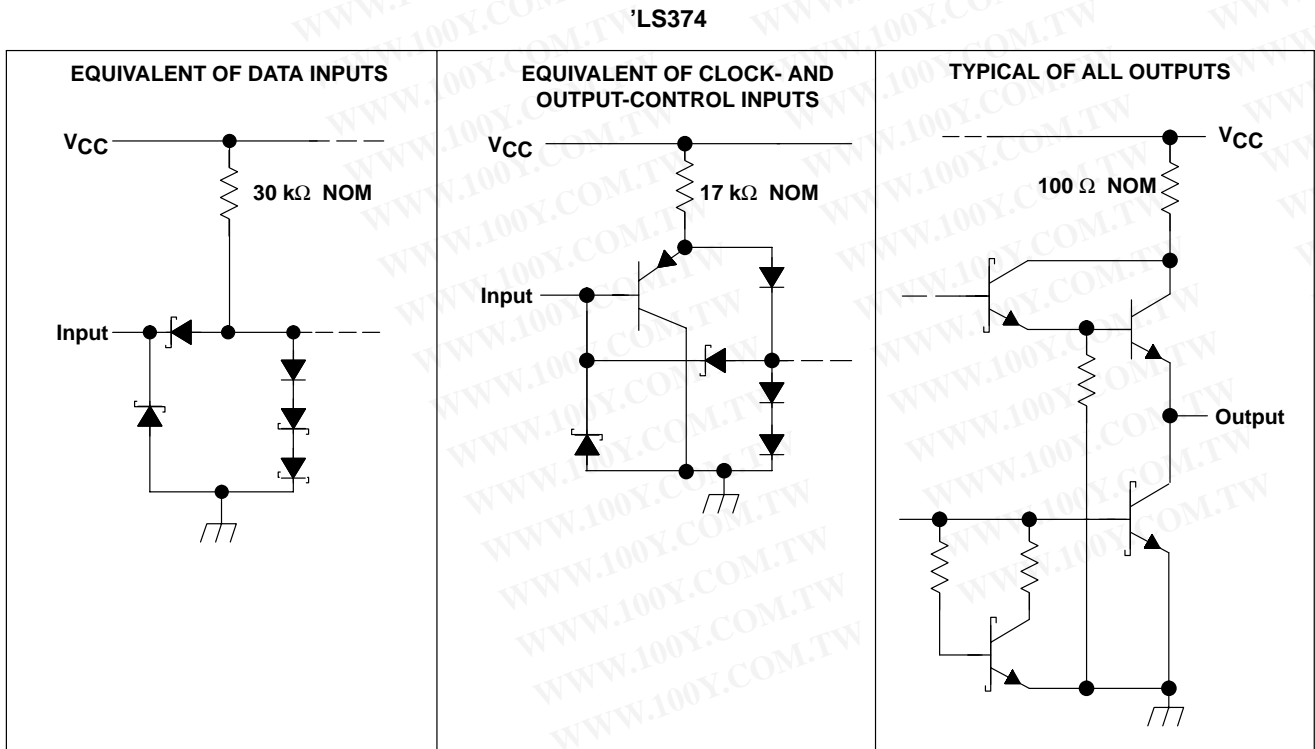 'LS374
EQUIVALENT OF DATA INPUTS
VCC
30 kΩ NOM
Input
EQUIVALENT OF CLOCK- AND
OUTPUT-CONTROL INPUTS
VCC
17 kΩ NOM
Input
TYPICAL OF ALL OUTPUTS
VCC
100 Ω NOM
Output
WWW.100Y.COM.TW